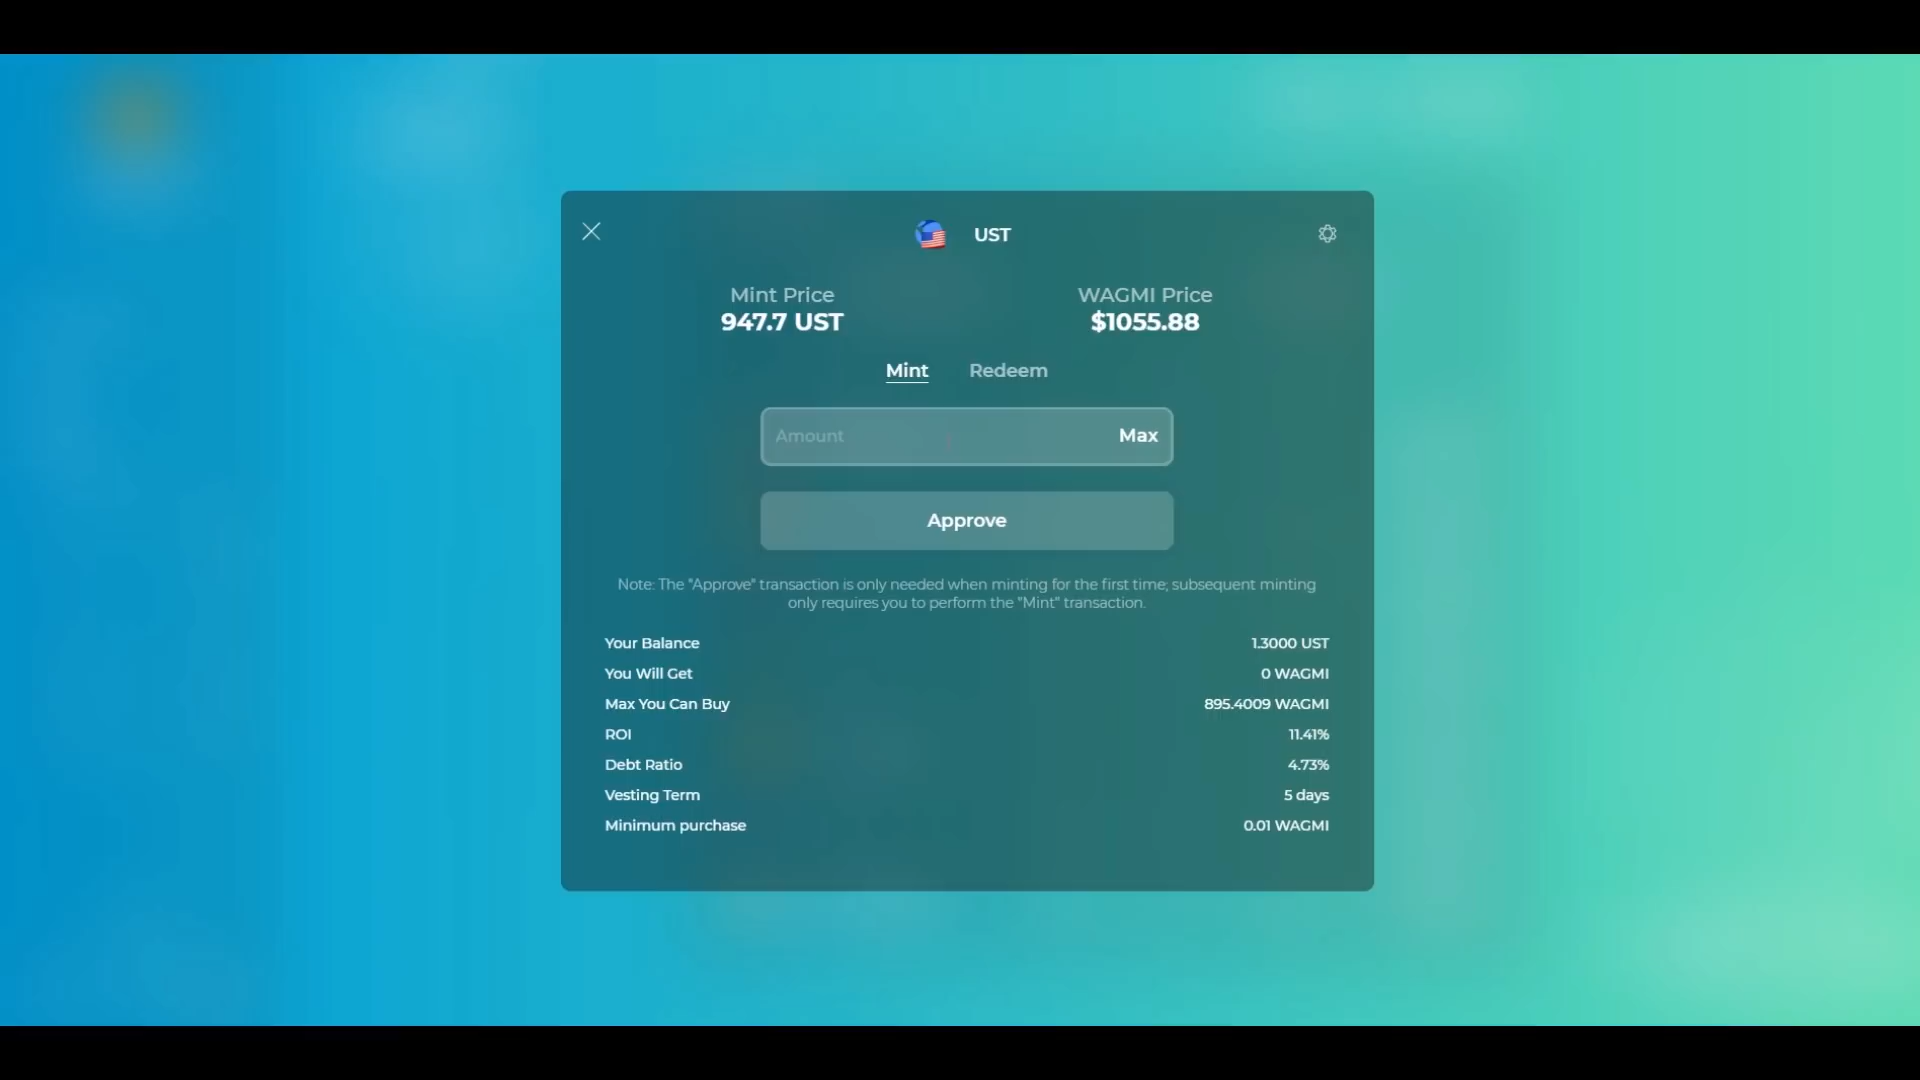 UST
Mint Price
947.7 UST
WAGMI Price
$1055.88
Mint Redeem
Amount Max
Approve
Note: The "Approve" transaction is only needed when minting for the first time; subsequent minting
only requires you to perform the "Mint" transaction.
Your Balance 1.3000 UST
You Will Get 0 WAGMI
Max You Can Buy 895.4009 WAGMI
ROI 11.41%
Debt Ratio 4.73%
Vesting Term 5 days
Minimum purchase 0.01 WAGMI